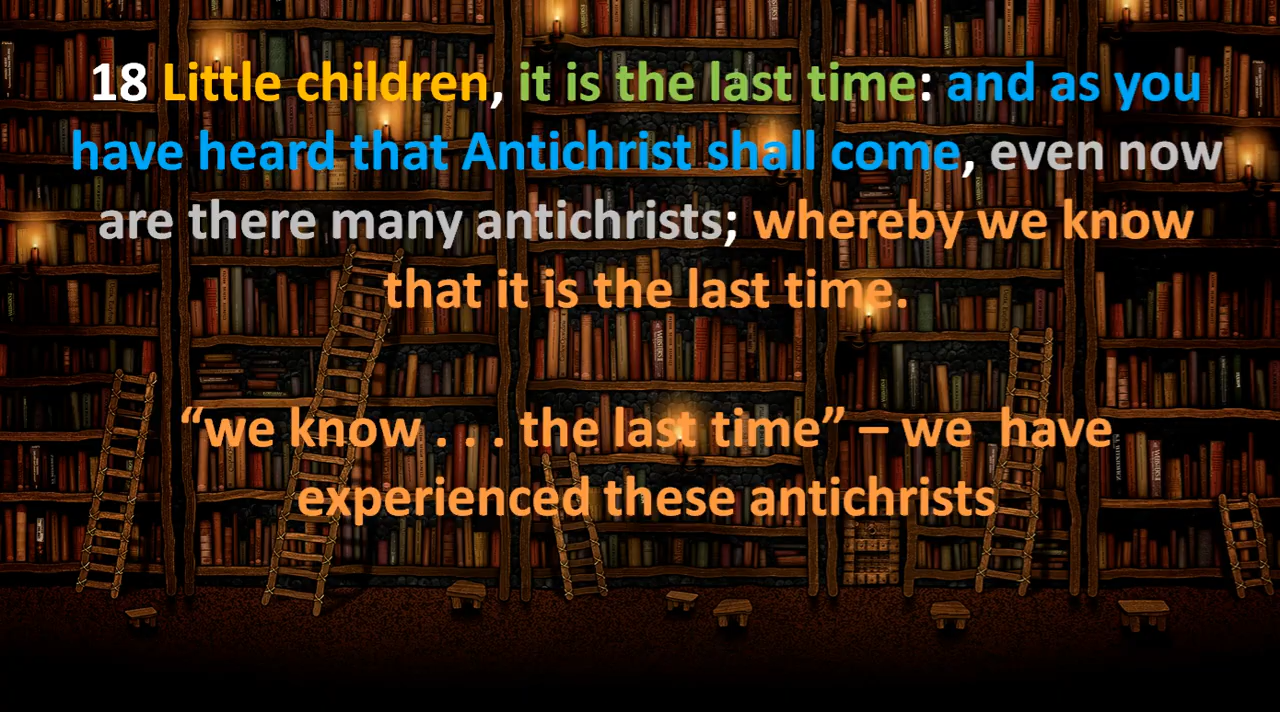 18 Little children, it is the last time: and as you
have heard that Antichrist shall come, even now
are there many antichrists; whereby we know
that it is the last time.
“we know . . . the last time” – we  have
experienced these antichrists